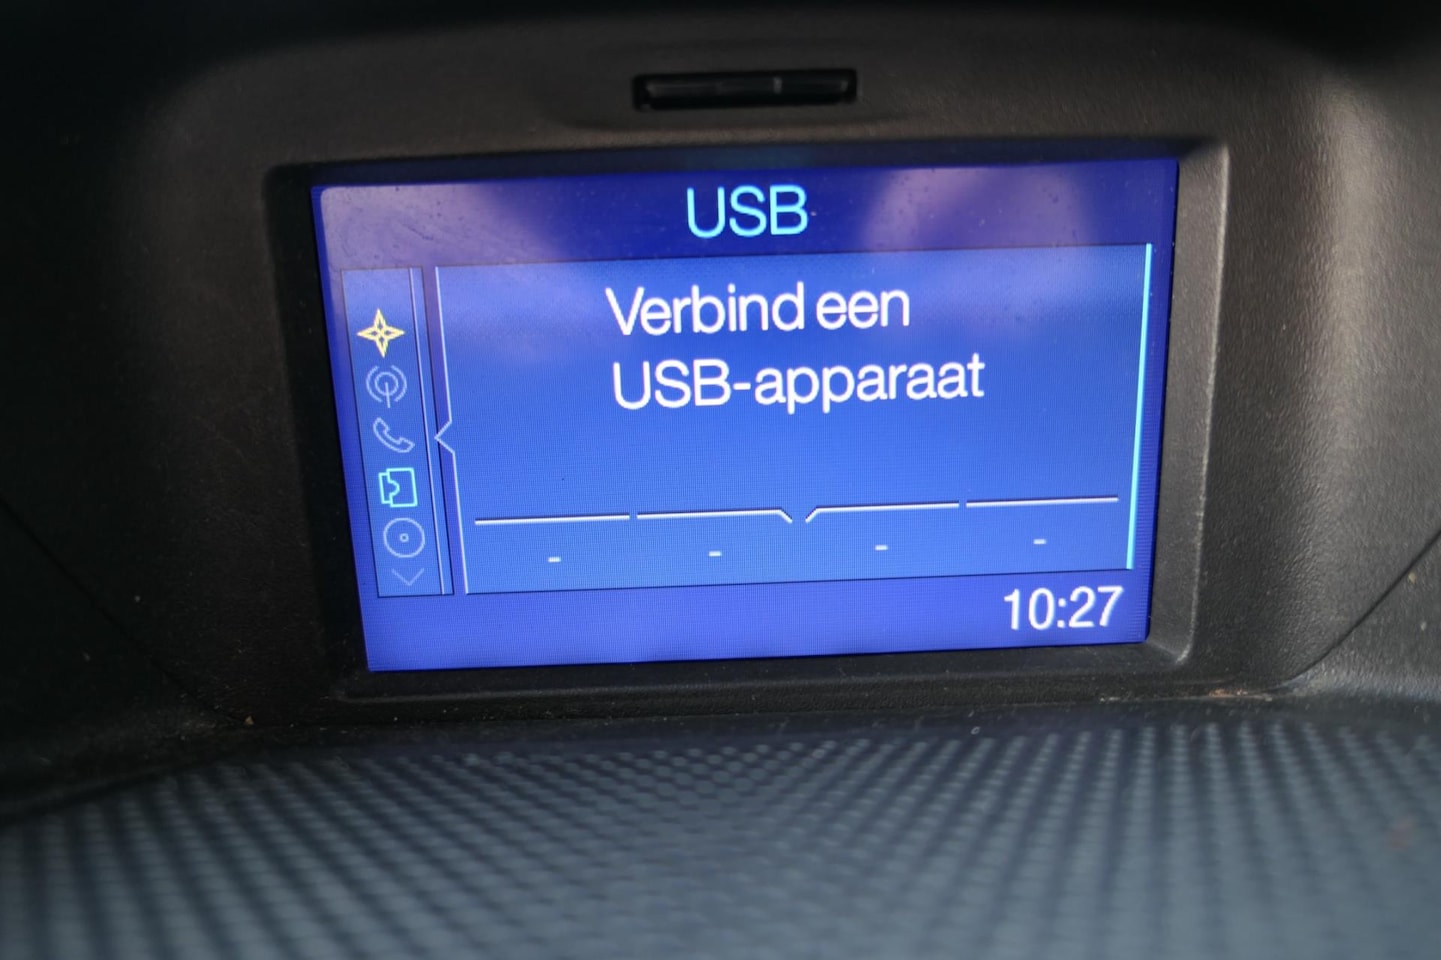 USB
Verbind een
USB-apparaat
- - - -
10:27